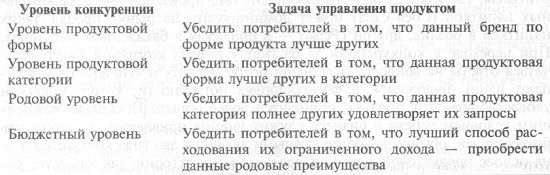 Уровень конкуренции Задача управления продуктом
Уровень продуктовой Убедить потребителей в том, что данный бренд по
формы форме продукта лучше других
Уровень продуктовой Убедить потребителей в том, что данная продуктовая
категории форма лучше других в категории
Родовой уровень Убедить потребителей в том, что данная продуктовая
категория полнее других удовлетворяет их запросы
Бюджетный уровень Убедить потребителей в том, что лучший способ рас-
ходования их ограниченного дохода — приобрести
данные родовые преимущества